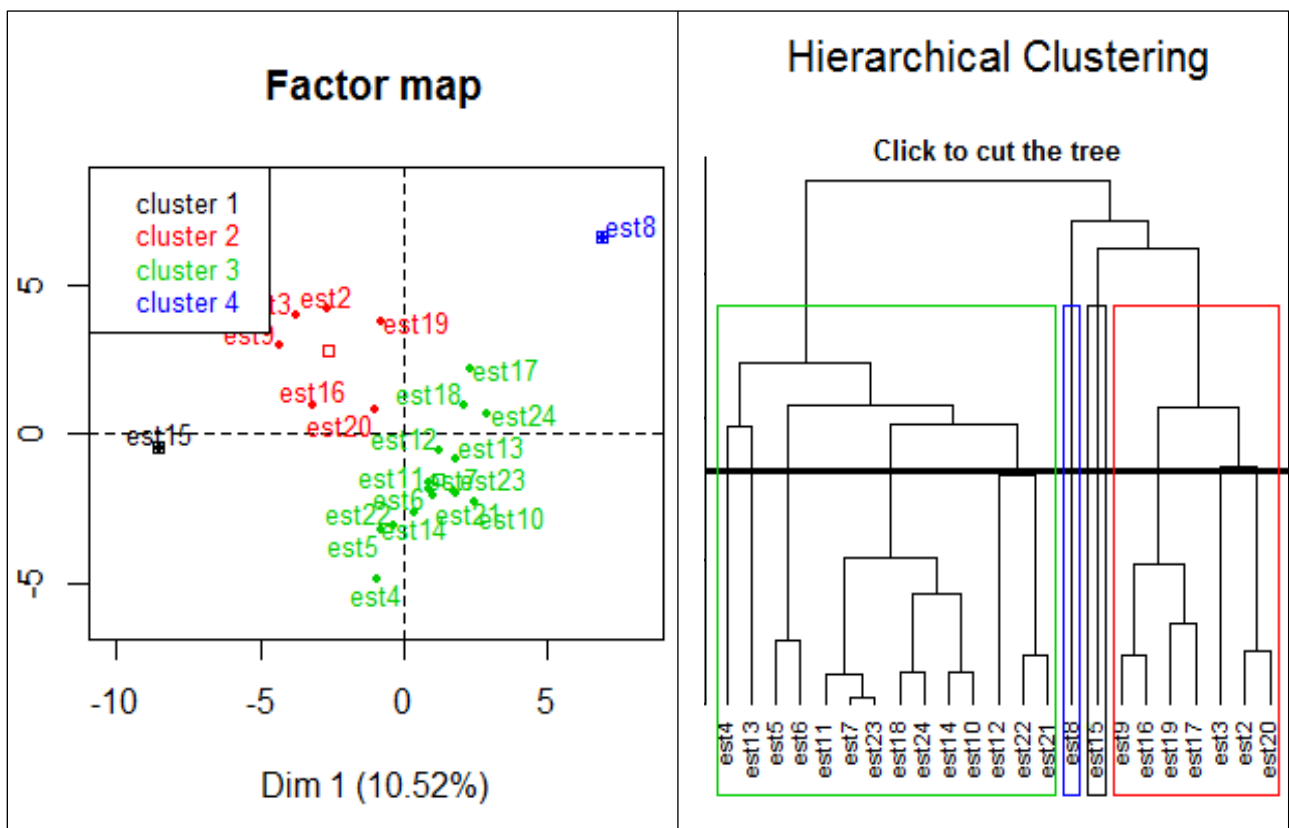 Factor map
cluster 1
cluster 2
cluster 3
cluster 4
est8
est2
est19
est17
est16
est18
est24
est20
est15
est12
est13
est11
est7
est23
est6
est22
est21
est10
est14
est5
est4
5
0
-5
-10
-5
0
5
Dim 1 (10.52%)
Hierarchical Clustering
Click to cut the tree
est4
est13
est5
est6
est11
est7
est23
est18
est24
est14
est10
est12
est22
est21
est8
est15
est9
est16
est19
est17
est3
est2
est20